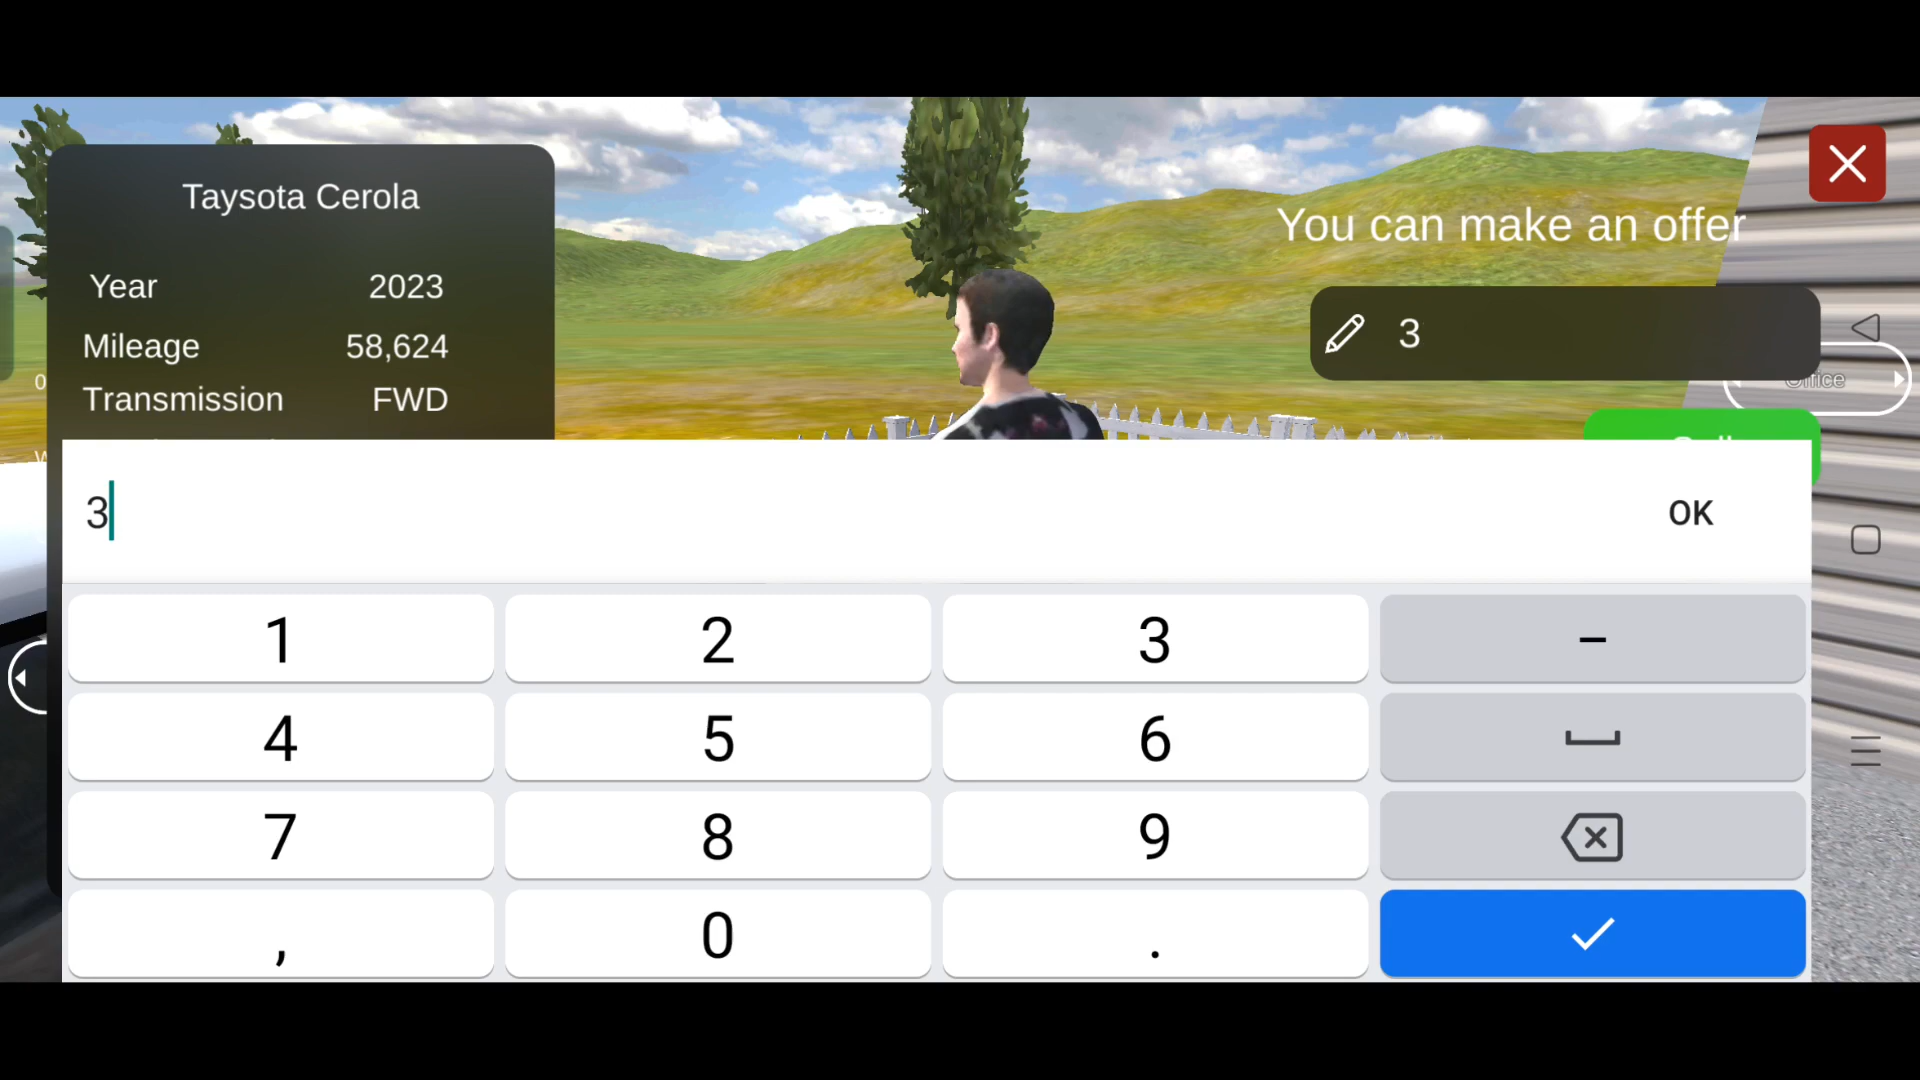 Taysota Cerola
Year 2023
Mileage 58,624
Transmission FWD
You can make an offer
3
Office
3
OK
1 2 3 –
4 5 6
7 8 9
, 0 .